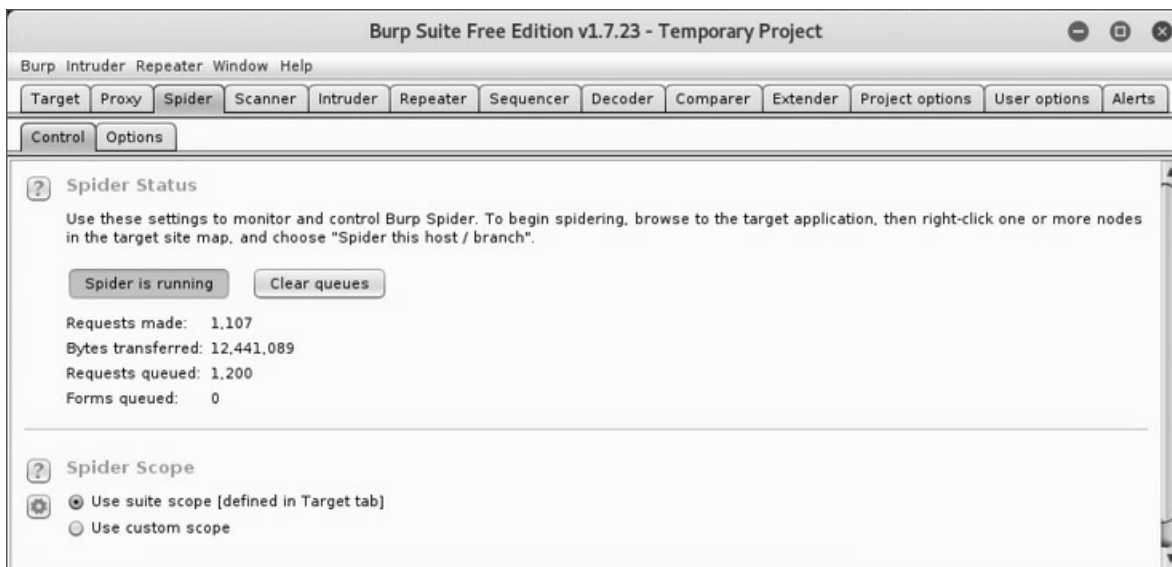 Burp Suite Free Edition v1.7.23 - Temporary Project
Burp Intruder Repeater Window Help
Target Proxy Spider Scanner Intruder Repeater Sequencer Decoder Comparer Extender Project options User options Alerts
Control Options
? Spider Status
Use these settings to monitor and control Burp Spider. To begin spidering, browse to the target application, then right-click one or more nodes
in the target site map, and choose "Spider this host / branch".
Spider is running Clear queues
Requests made: 1,107
Bytes transferred: 12,441,089
Requests queued: 1,200
Forms queued: 0
? Spider Scope
Use suite scope [defined in Target tab]
Use custom scope